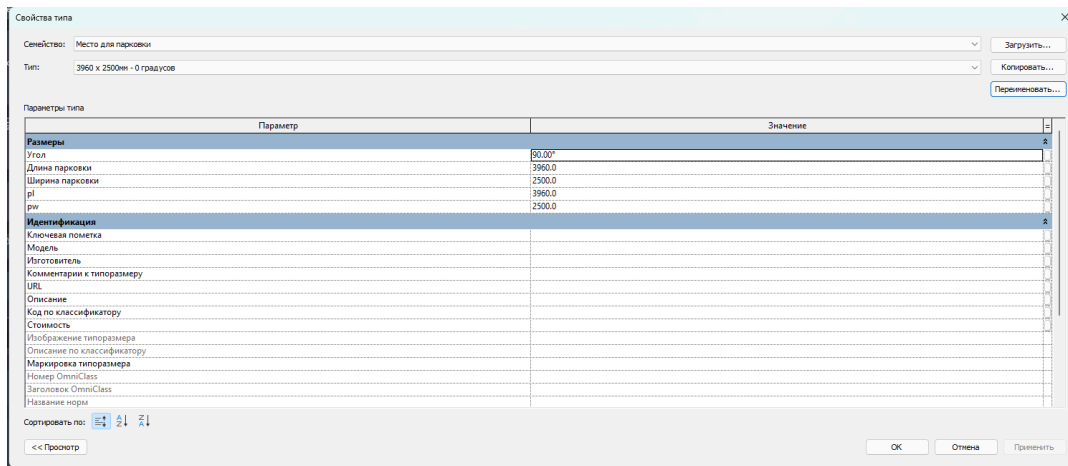 Свойства типа
Семейство: Место для парковки Загрузить...
Тип: 3960 x 2500мм - 0 градусов Копировать...
Переименовать...
Параметры типа
Параметр Значение =
Размеры
Угол 90.00°
Длина парковки 3960.0
Ширина парковки 2500.0
pl 3960.0
pw 2500.0
Идентификация
Ключевая пометка
Модель
Изготовитель
Комментарии к типоразмеру
URL
Описание
Код по классификатору
Стоимость
Изображение типоразмера
Описание по классификатору
Маркировка типоразмера
Номер OmniClass
Заголовок OmniClass
Название норм
Сортировать по:
<< Просмотр ОК Отмена Применить